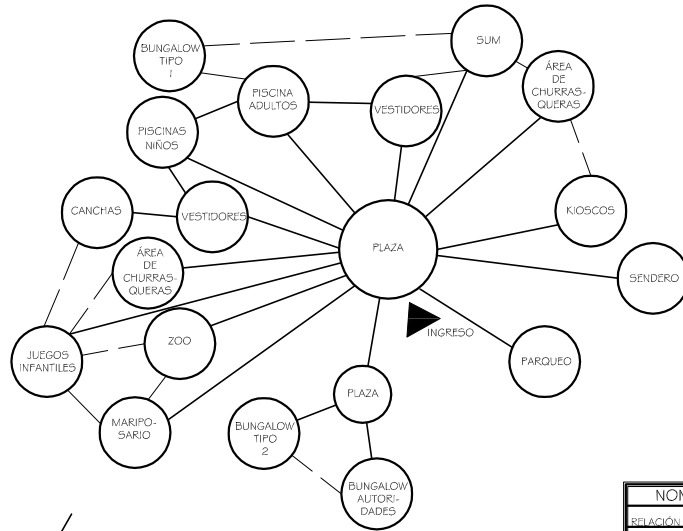 BUNGALOW
TIPO
1
SUM
ÁREA
DE
CHURRAS-
QUERAS
PISCINA
ADULTOS
VESTIDORES
PISCINAS
NIÑOS
CANCHAS
VESTIDORES
KIOSCOS
PLAZA
ÁREA
DE
CHURRAS-
QUERAS
SENDERO
INGRESO
ZOO
JUEGOS
INFANTILES
PARQUEO
PLAZA
MARIPO-
SARIO
BUNGALOW
TIPO
2
BUNGALOW
AUTORI-
DADES
RELACIÓN